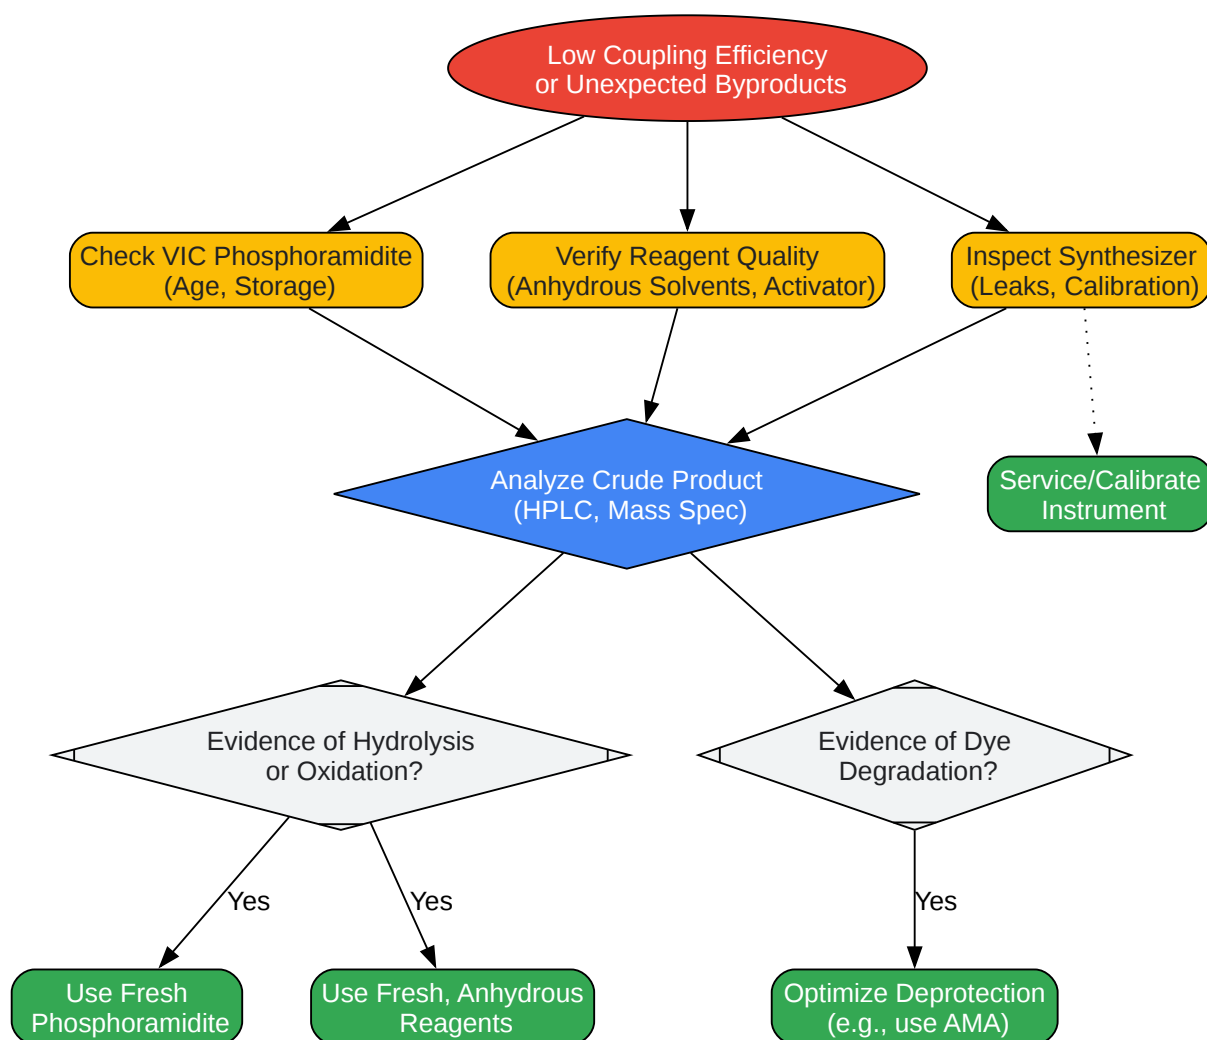 Low Coupling Efficiency
or Unexpected Byproducts
Check VIC Phosphoramidite
(Age, Storage)
Verify Reagent Quality
(Anhydrous Solvents, Activator)
Inspect Synthesizer
(Leaks, Calibration)
Analyze Crude Product
(HPLC, Mass Spec)
Service/Calibrate
Instrument
Evidence of Hydrolysis
or Oxidation?
Evidence of Dye
Degradation?
Yes
Yes
Yes
Use Fresh
Phosphoramidite
Use Fresh, Anhydrous
Reagents
Optimize Deprotection
(e.g., use AMA)